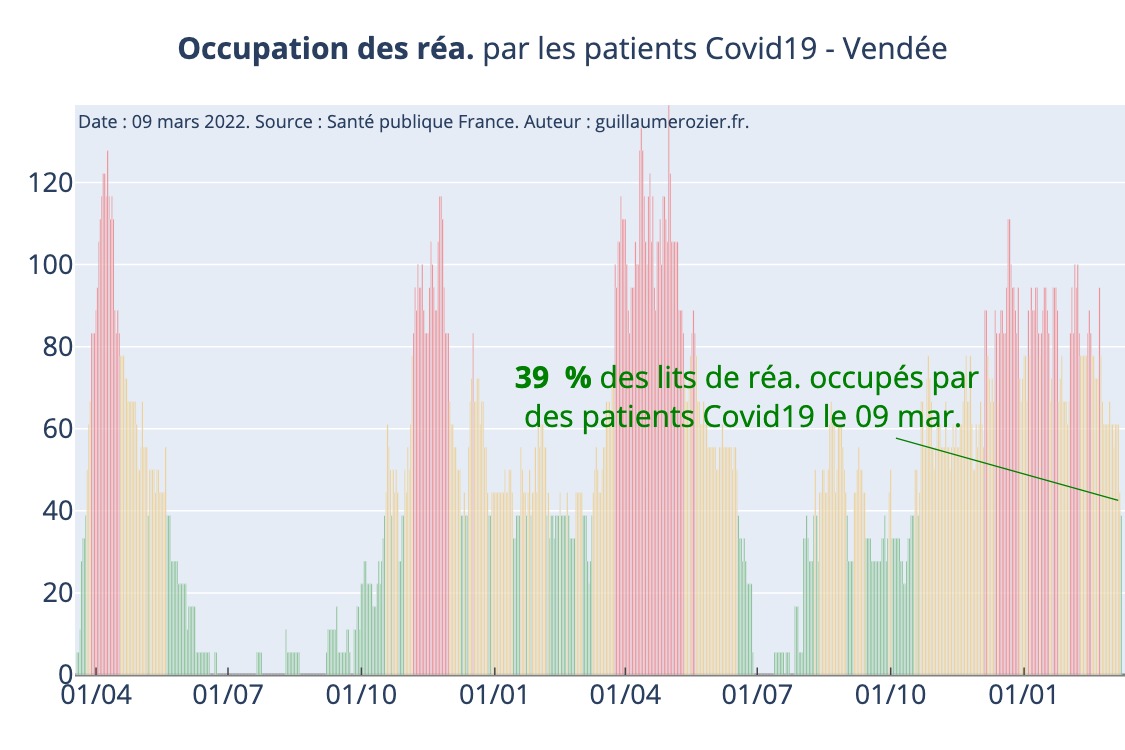 Occupation des réa. par les patients Covid19 - Vendée
Date : 09 mars 2022. Source : Santé publique France. Auteur : guillaumerozier.fr.
120
100
80
39 % des lits de réa. occupés par
des patients Covid19 le 09 mar.
60
40
20
0
01/04 01/07 01/10 01/01 01/04 01/07 01/10 01/01